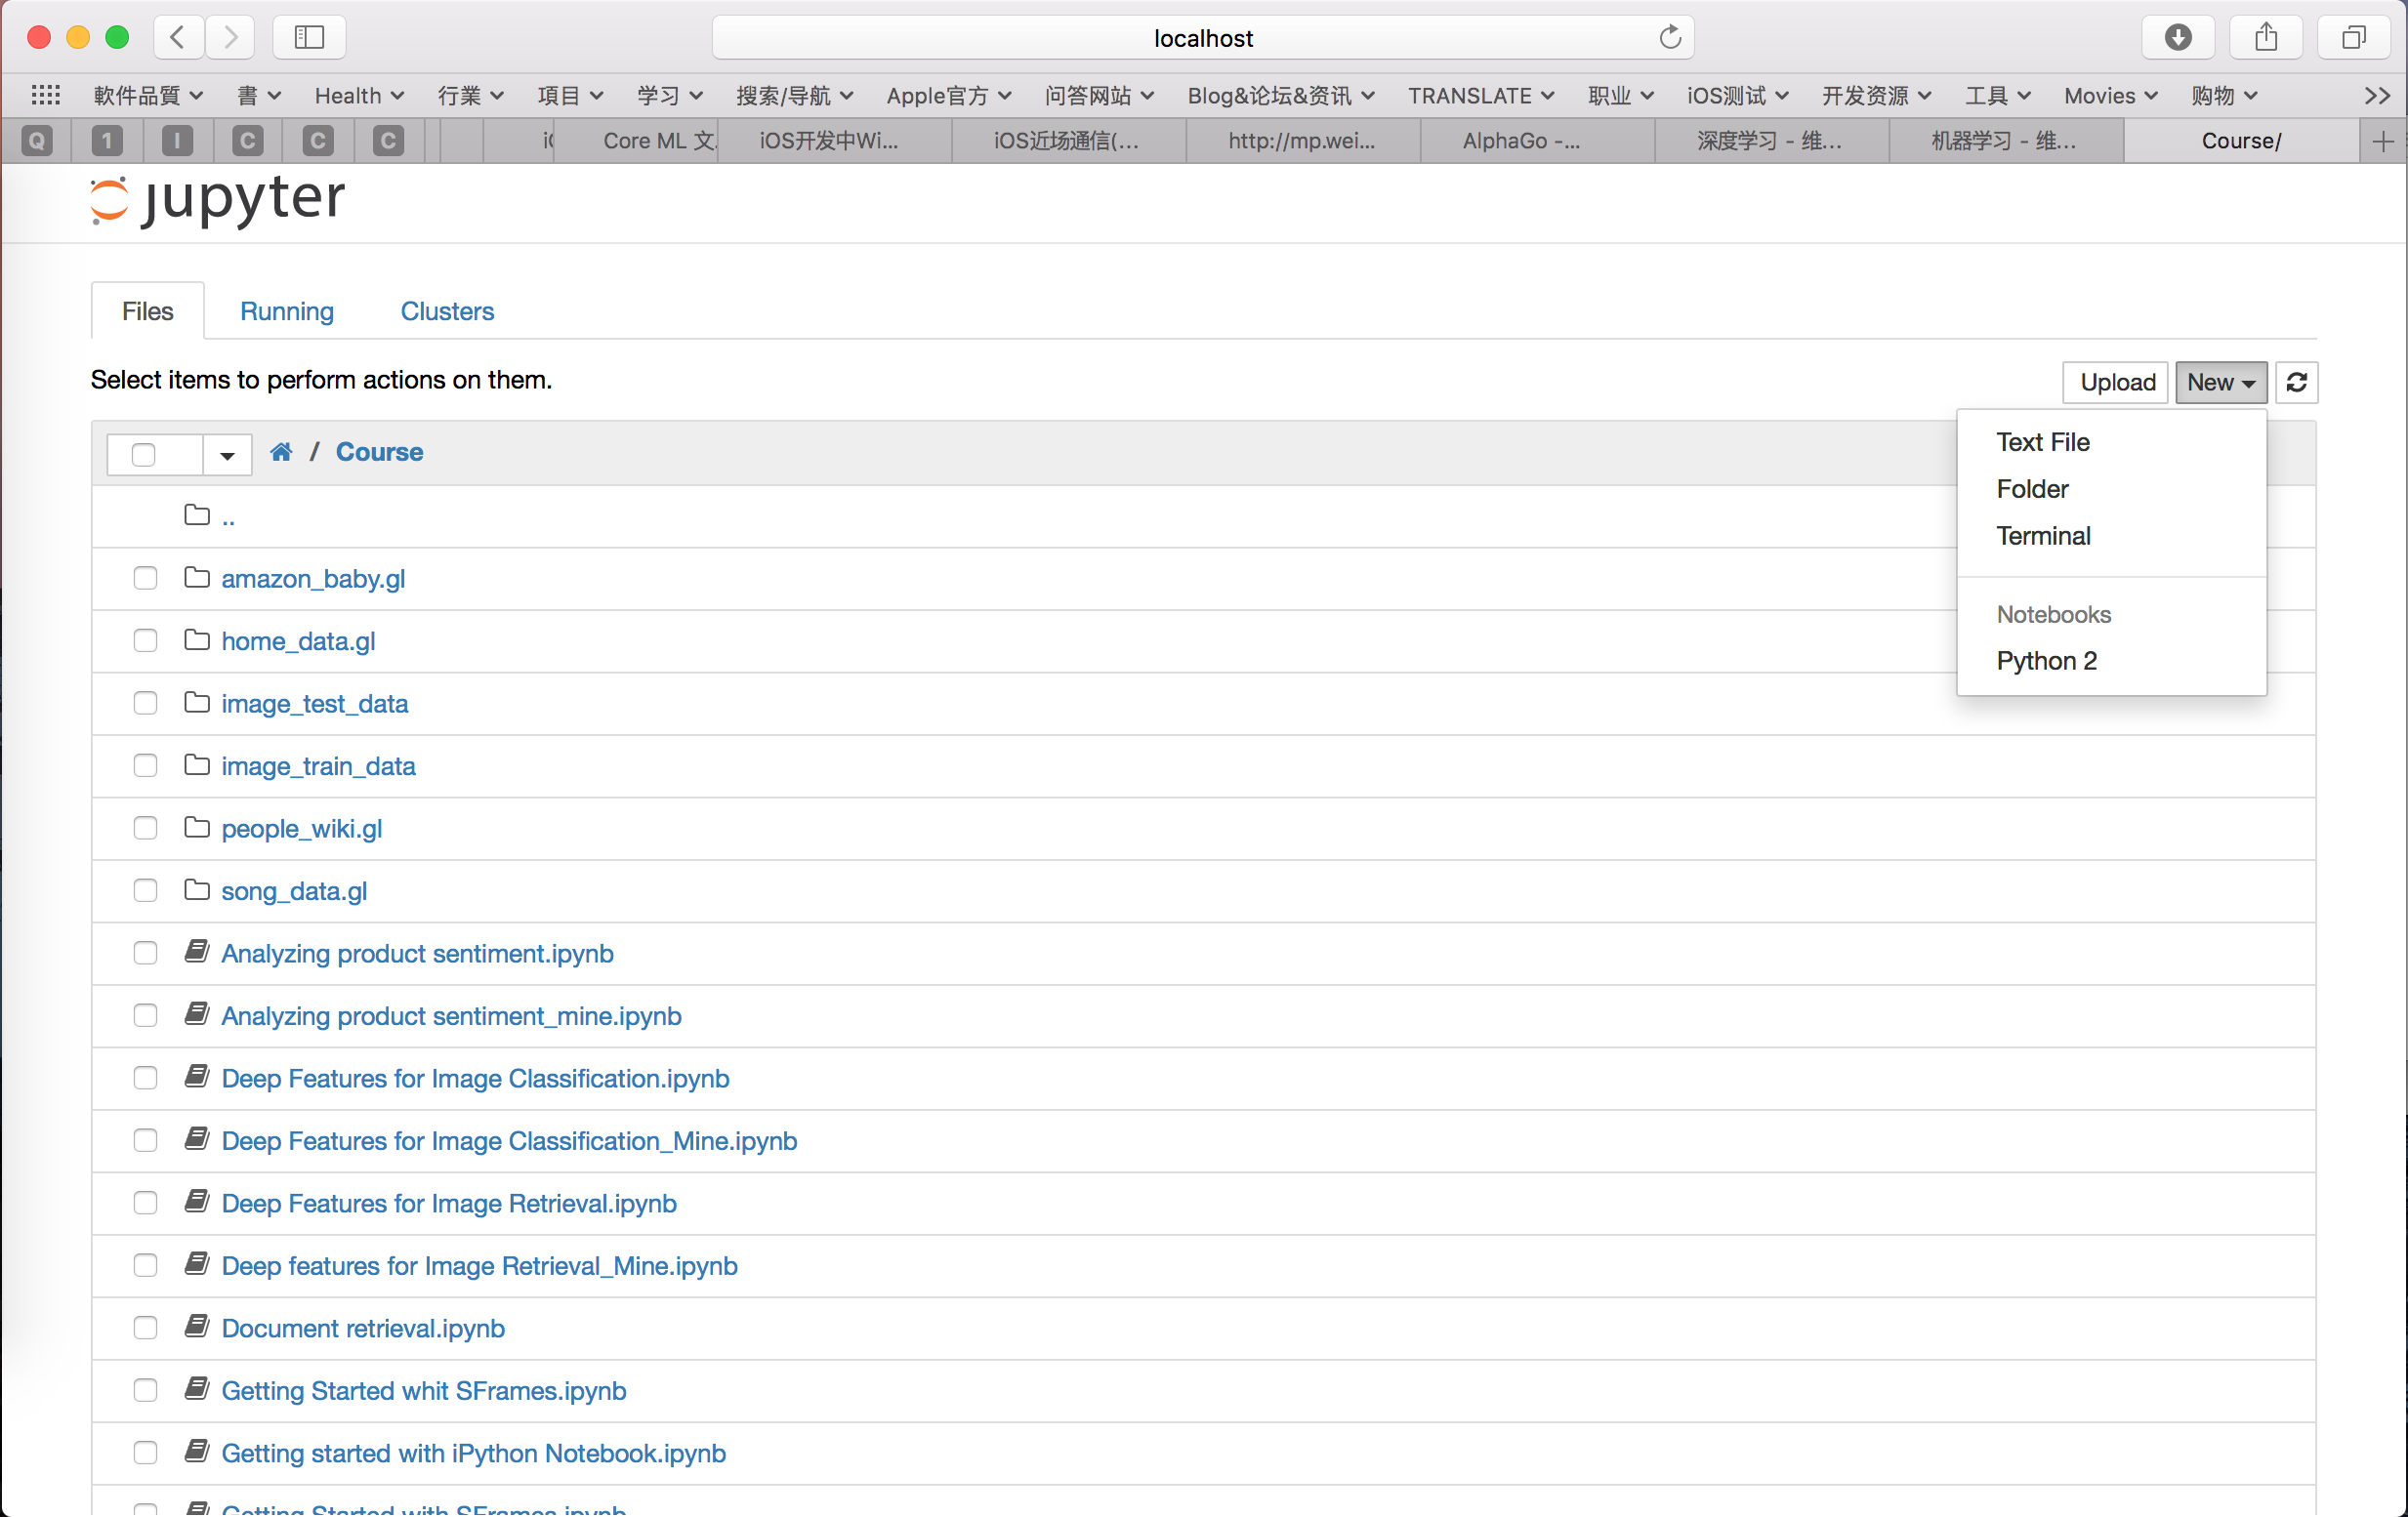 localhost
軟件品質 書 Health 行業 項目 学习 搜索/导航 Apple官方 问答网站 Blog&论坛&资讯 TRANSLATE 职业 iOS测试 开发资源 工具 Movies 购物
Q 1 I C C C Core ML 文 iOS开发中Wi... iOS近场通信(... http://mp.wei... AlphaGo -... 深度学习 - 维... 机器学习 - 维... Course/
jupyter
Files Running Clusters
Select items to perform actions on them.
Upload New
/ Course
Text File
Folder
Terminal
Notebooks
Python 2
..
amazon_baby.gl
home_data.gl
image_test_data
image_train_data
people_wiki.gl
song_data.gl
Analyzing product sentiment.ipynb
Analyzing product sentiment_mine.ipynb
Deep Features for Image Classification.ipynb
Deep Features for Image Classification_Mine.ipynb
Deep Features for Image Retrieval.ipynb
Deep features for Image Retrieval_Mine.ipynb
Document retrieval.ipynb
Getting Started whit SFrames.ipynb
Getting started with iPython Notebook.ipynb
Getting Started with SFrames.ipynb